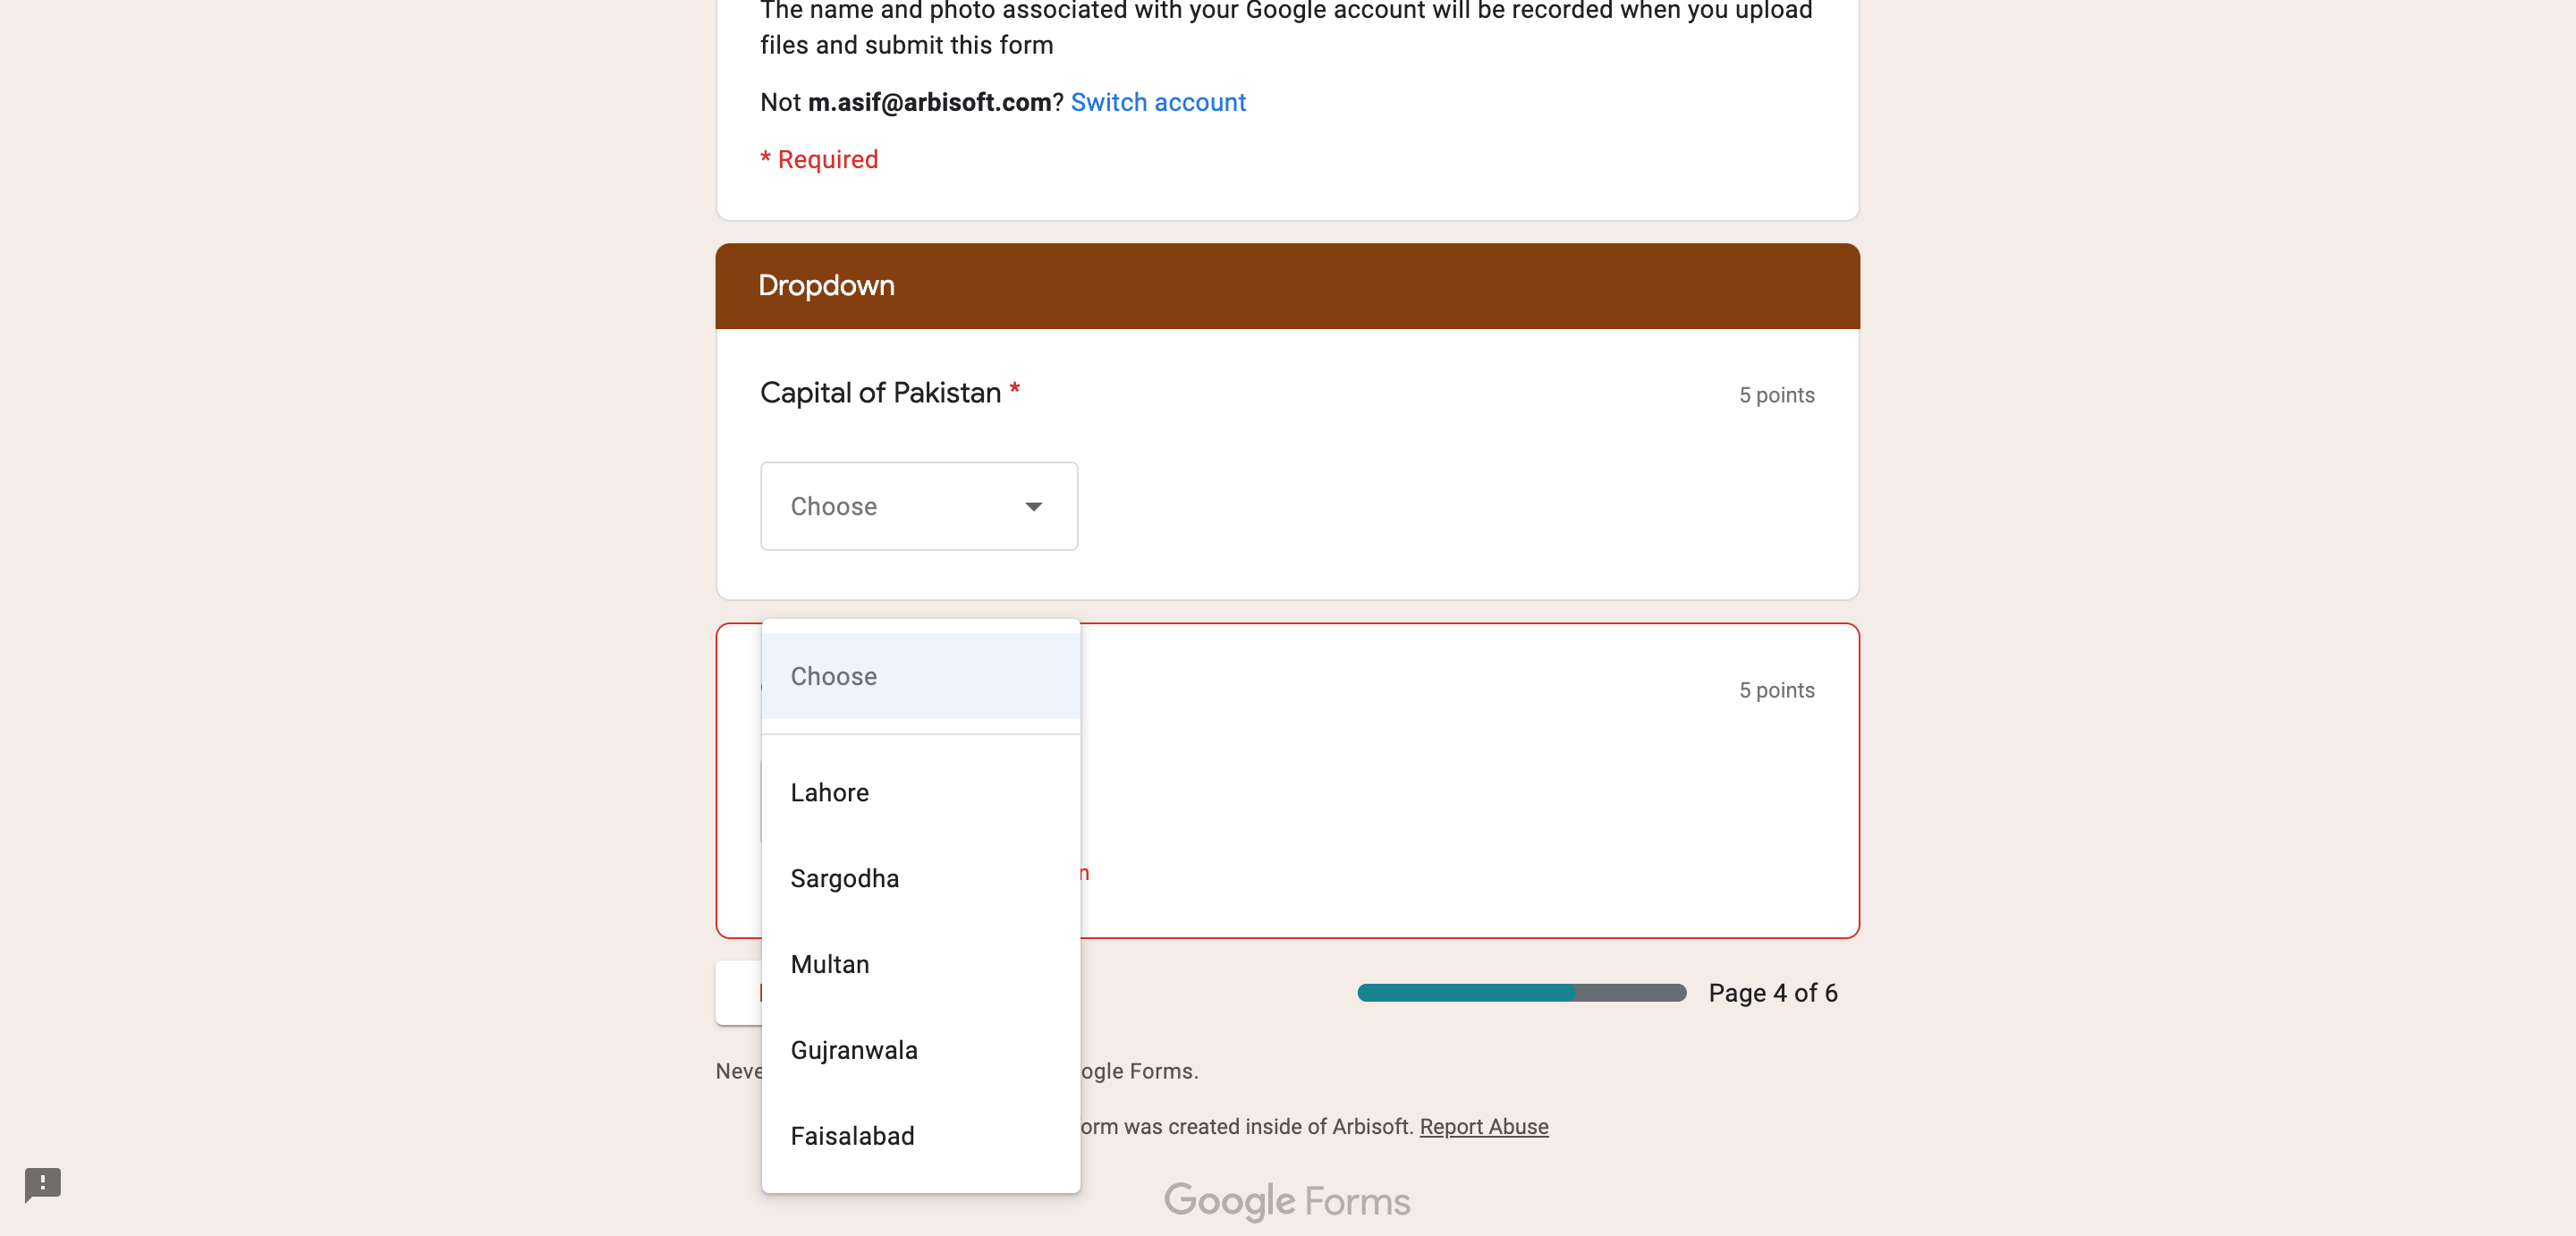 The name and photo associated with your Google account will be recorded when you upload
files and submit this form
Not m.asif@arbisoft.com? Switch account
* Required
Dropdown
Capital of Pakistan *
5 points
Choose
Choose
5 points
Lahore
Sargodha
Multan
Page 4 of 6
Gujranwala
ogle Forms.
Faisalabad
orm was created inside of Arbisoft. Report Abuse
Google Forms